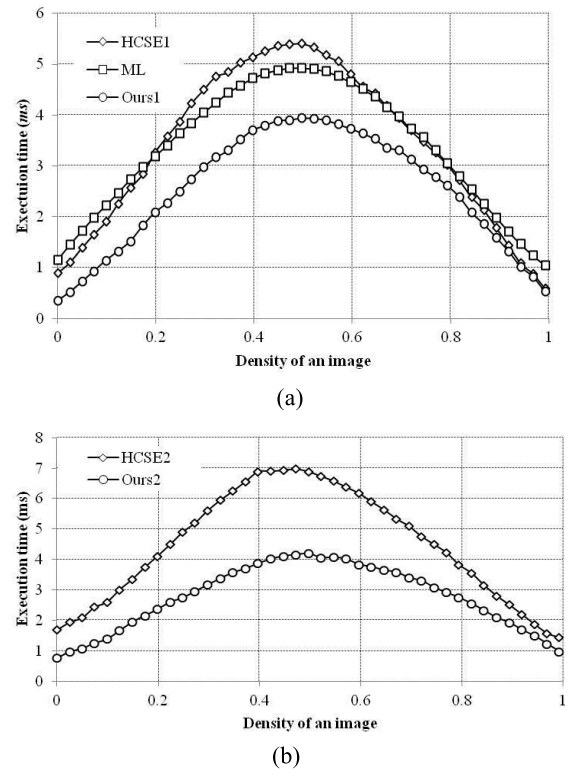 6
5
4
3
2
1
0
Exectuion time (ms)
HCSE1
ML
Ours1
0 0.2 0.4 0.6 0.8 1
Density of an image
(a)
8
7
6
5
4
3
2
1
0
Execution time (ms)
HCSE2
Ours2
0 0.2 0.4 0.6 0.8 1
Density of an image
(b)